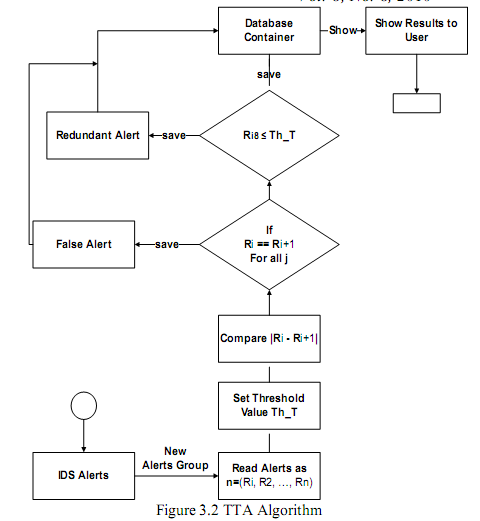 Database
Container
Show
Show Results to
User
save
Redundant Alert
save
Ri8 ≤ Th_T
False Alert
save
If
Ri == Ri+1
For all j
Compare |Ri - Ri+1|
Set Threshold
Value Th_T
New
Alerts Group
IDS Alerts
Read Alerts as
n=(Ri, R2, ..., Rn)
Figure 3.2 TTA Algorithm